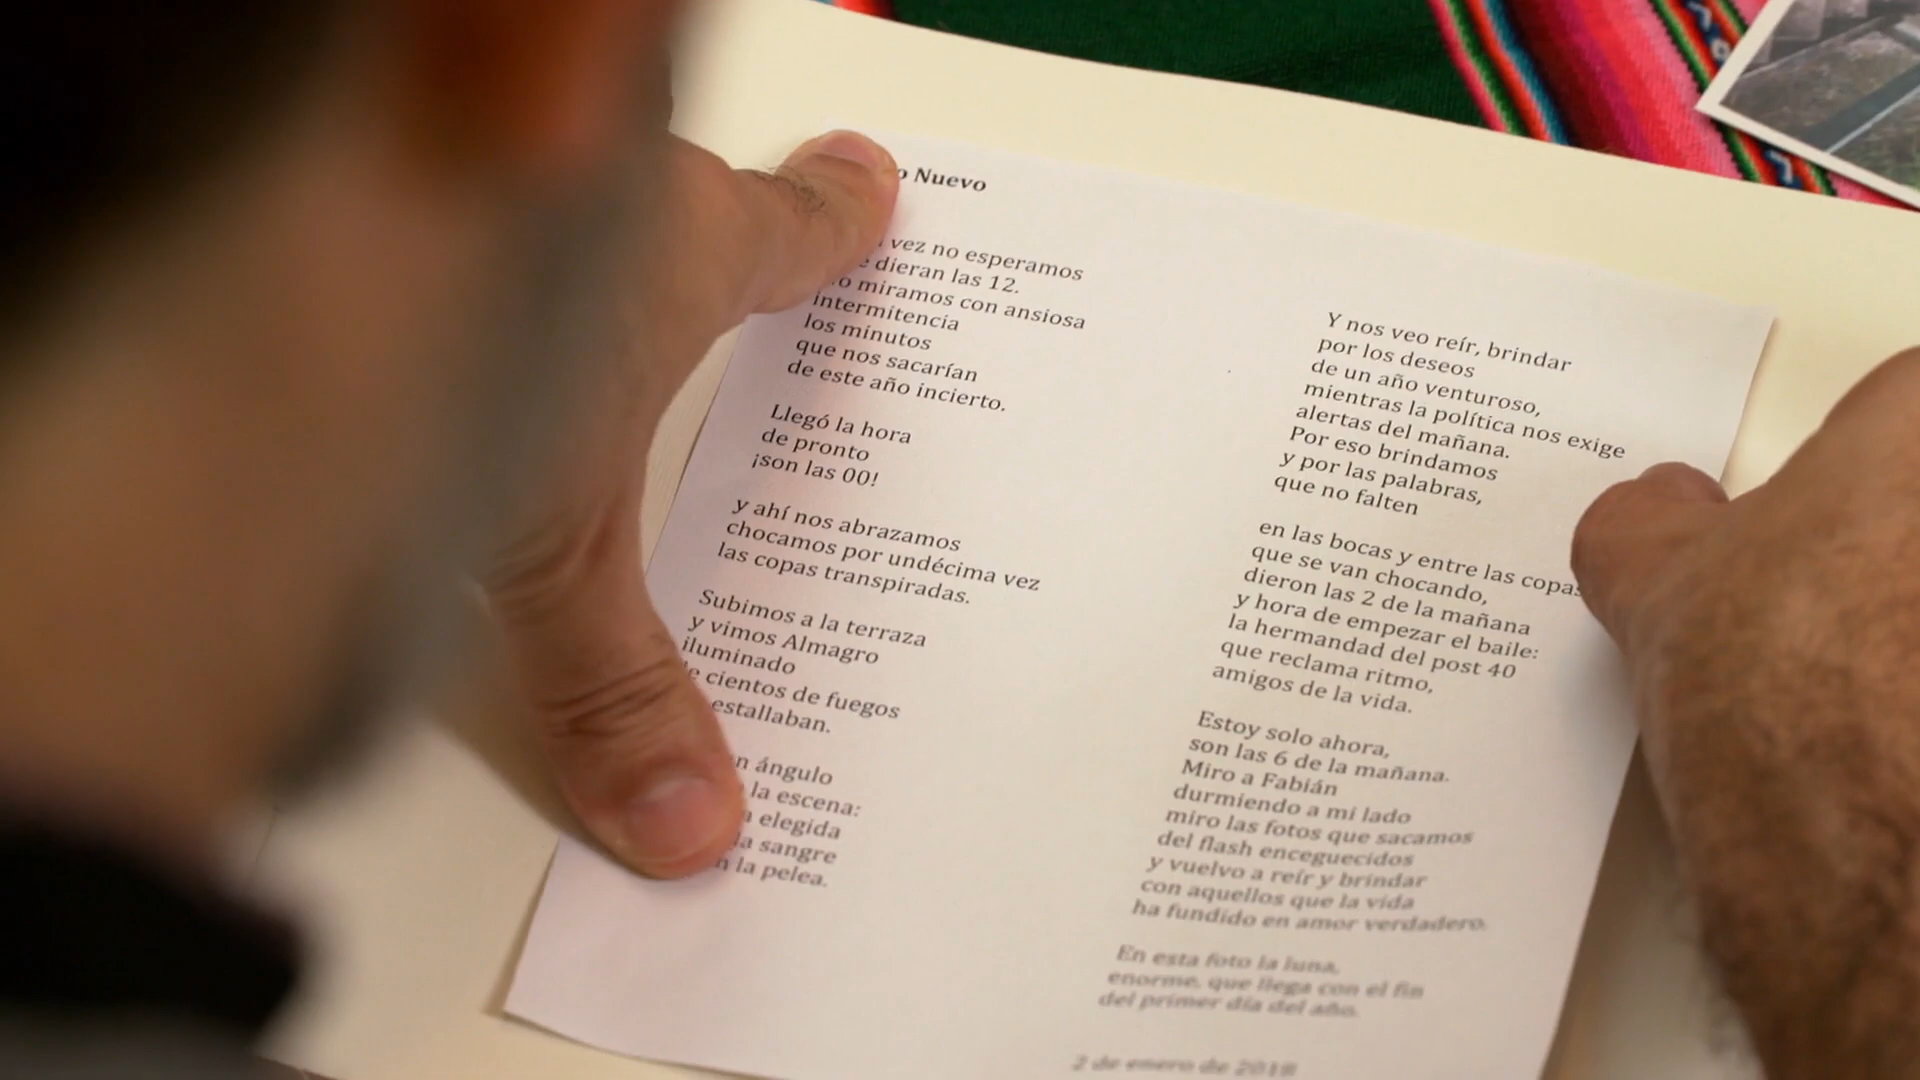 Nuevo
vez no esperamos
dieran las 12.
miramos con ansiosa
intermitencia
los minutos
que nos sacarían
de este año incierto.
Llegó la hora
de pronto
¡son las 00!
y ahí nos abrazamos
chocamos por undécima vez
las copas transpiradas.
Subimos a la terraza
y vimos Almagro
iluminado
cientos de fuegos
estallaban.
ángulo
la escena:
elegida
la sangre
la pelea.
Y nos veo reír, brindar
por los deseos
de un año venturoso,
mientras la política nos exige
alertas del mañana.
Por eso brindamos
y por las palabras,
que no falten
en las bocas y entre las copas
que se van chocando,
dieron las 2 de la mañana
y hora de empezar el baile:
la hermandad del post 40
que reclama ritmo,
amigos de la vida.
Estoy solo ahora,
son las 6 de la mañana.
Miro a Fabián
durmiendo a mi lado
miro las fotos que sacamos
del flash enceguecidos
y vuelvo a reír y brindar
con aquellos que la vida
ha fundido en amor verdadero.
En esta foto la luna,
enorme, que llega con el fin
del primer día del año.
2 de enero de 2018